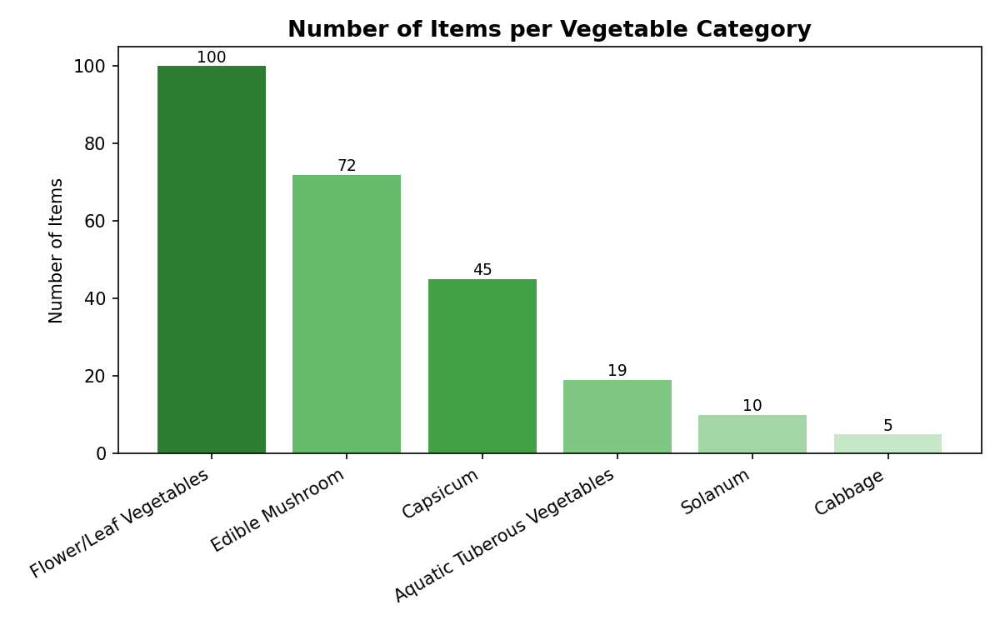 Number of Items per Vegetable Category
Number of Items
100
80
60
40
20
0
100
72
45
19
10
5
Flower/Leaf Vegetables
Edible Mushroom
Capsicum
Aquatic Tuberous Vegetables
Solanum
Cabbage